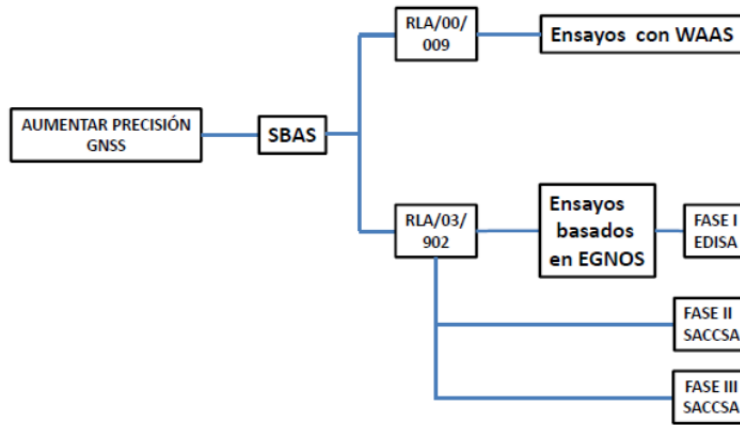 RLA/00/
009
Ensayos con WAAS
AUMENTAR PRECISIÓN
GNSS
SBAS
RLA/03/
902
Ensayos
basados
en EGNOS
FASE I
EDISA
FASE II
SACCSA
FASE III
SACCSA